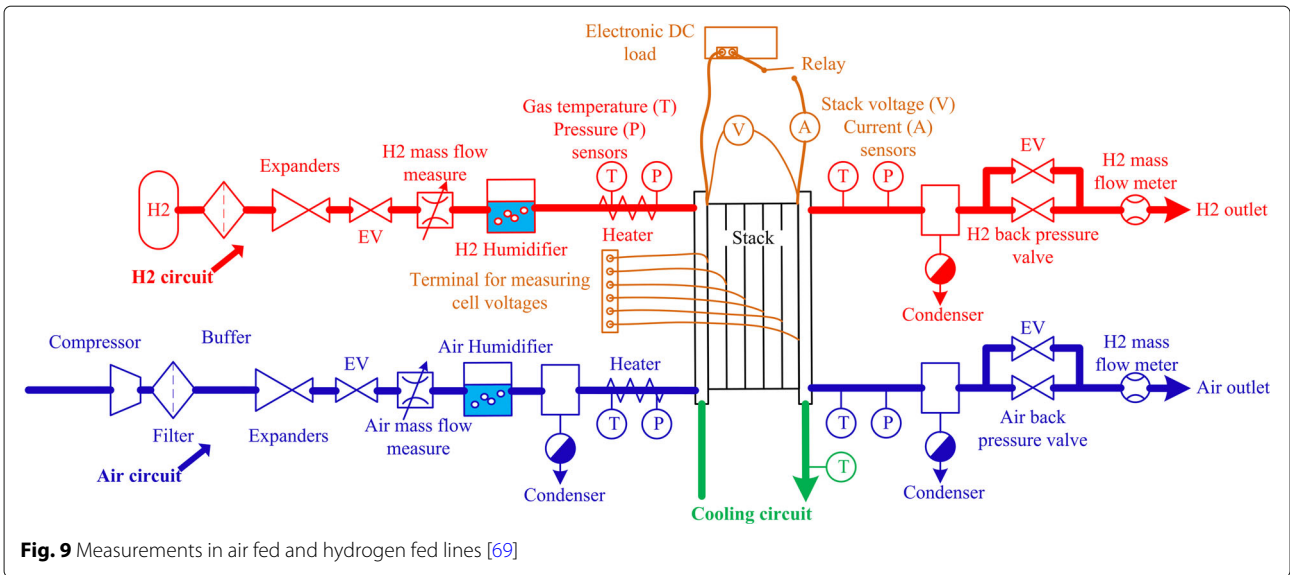 Electronic DC
load
Relay
Gas temperature (T)
Pressure (P)
sensors
Stack voltage (V)
Current (A)
sensors
V
A
Expanders
H2 mass flow
measure
T
P
T
P
EV
H2 mass
flow meter
H2
EV
H2 Humidifier
Heater
Stack
H2 back pressure
valve
H2 outlet
H2 circuit
Terminal for measuring
cell voltages
Condenser
Compressor
Buffer
EV
Air Humidifier
Heater
EV
H2 mass
flow meter
Filter
Expanders
Air mass flow
measure
T
P
T
P
Air back
pressure valve
Air outlet
Air circuit
Condenser
T
Condenser
Cooling circuit
Fig. 9 Measurements in air fed and hydrogen fed lines [69]